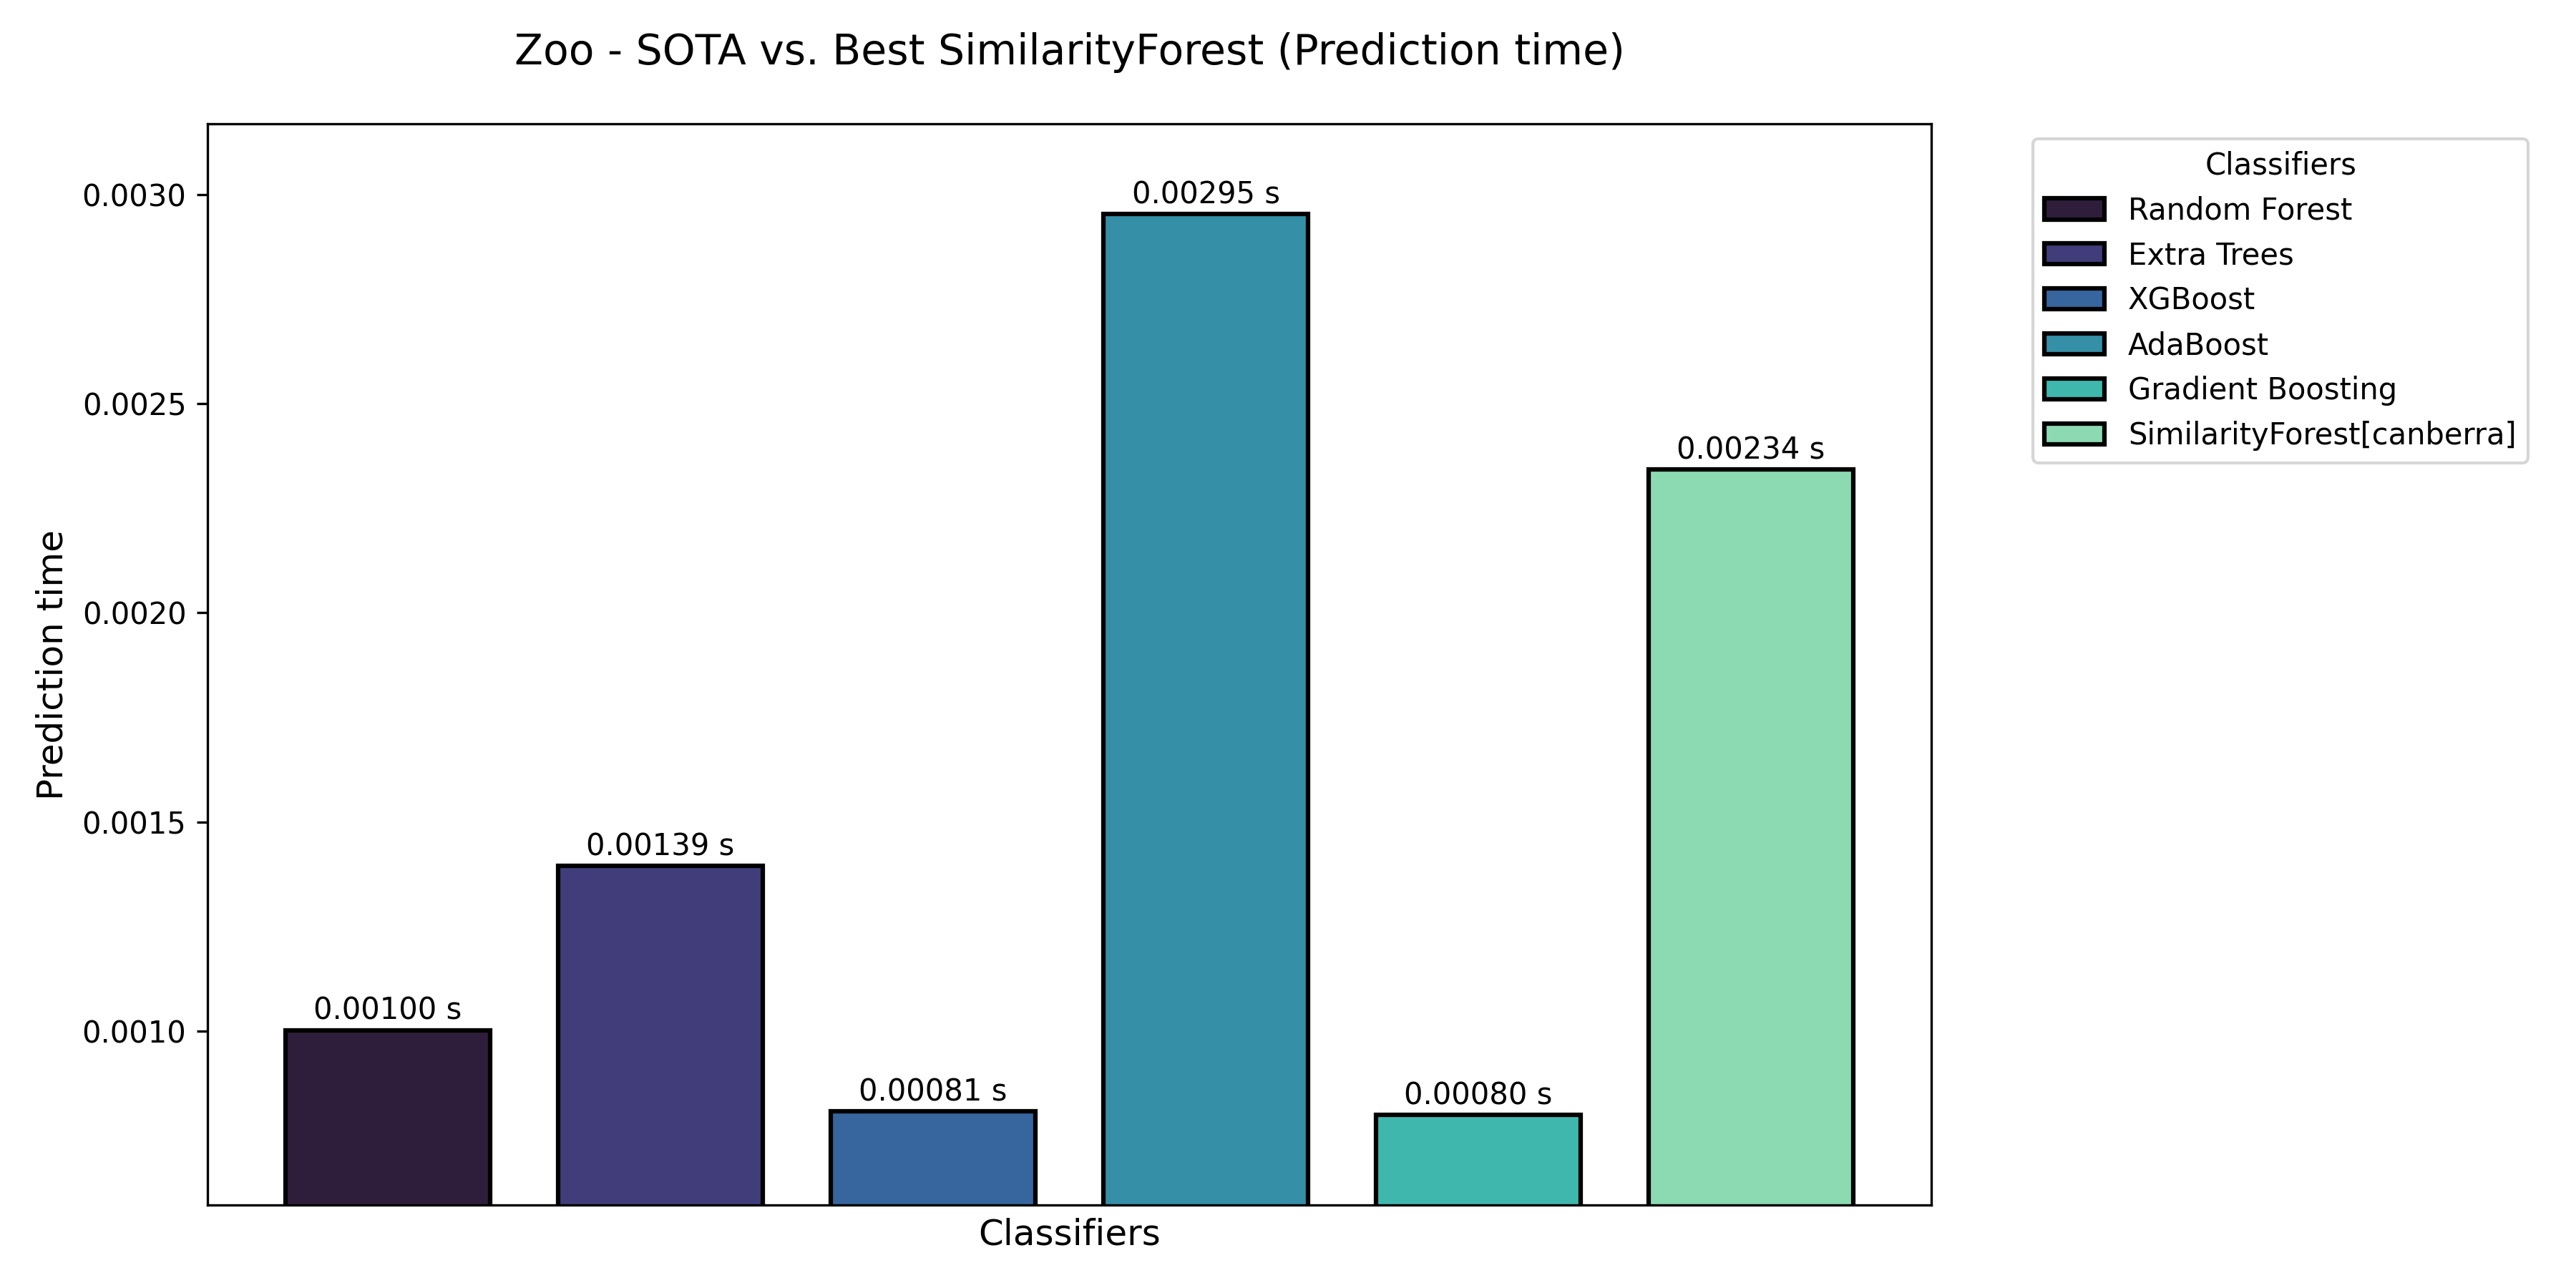 Zoo - SOTA vs. Best SimilarityForest (Prediction time)
Prediction time
0.0030
0.0025
0.0020
0.0015
0.0010
0.00100 s
0.00139 s
0.00081 s
0.00295 s
0.00080 s
0.00234 s
Classifiers
Classifiers
Random Forest
Extra Trees
XGBoost
AdaBoost
Gradient Boosting
SimilarityForest[canberra]